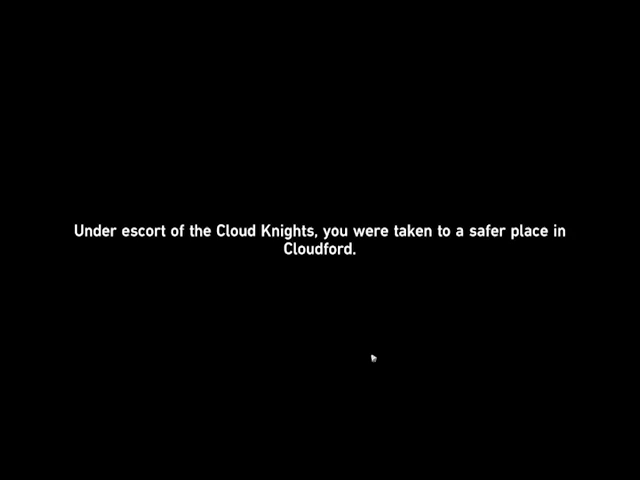 Under escort of the Cloud Knights, you were taken to a safer place in
Cloudford.